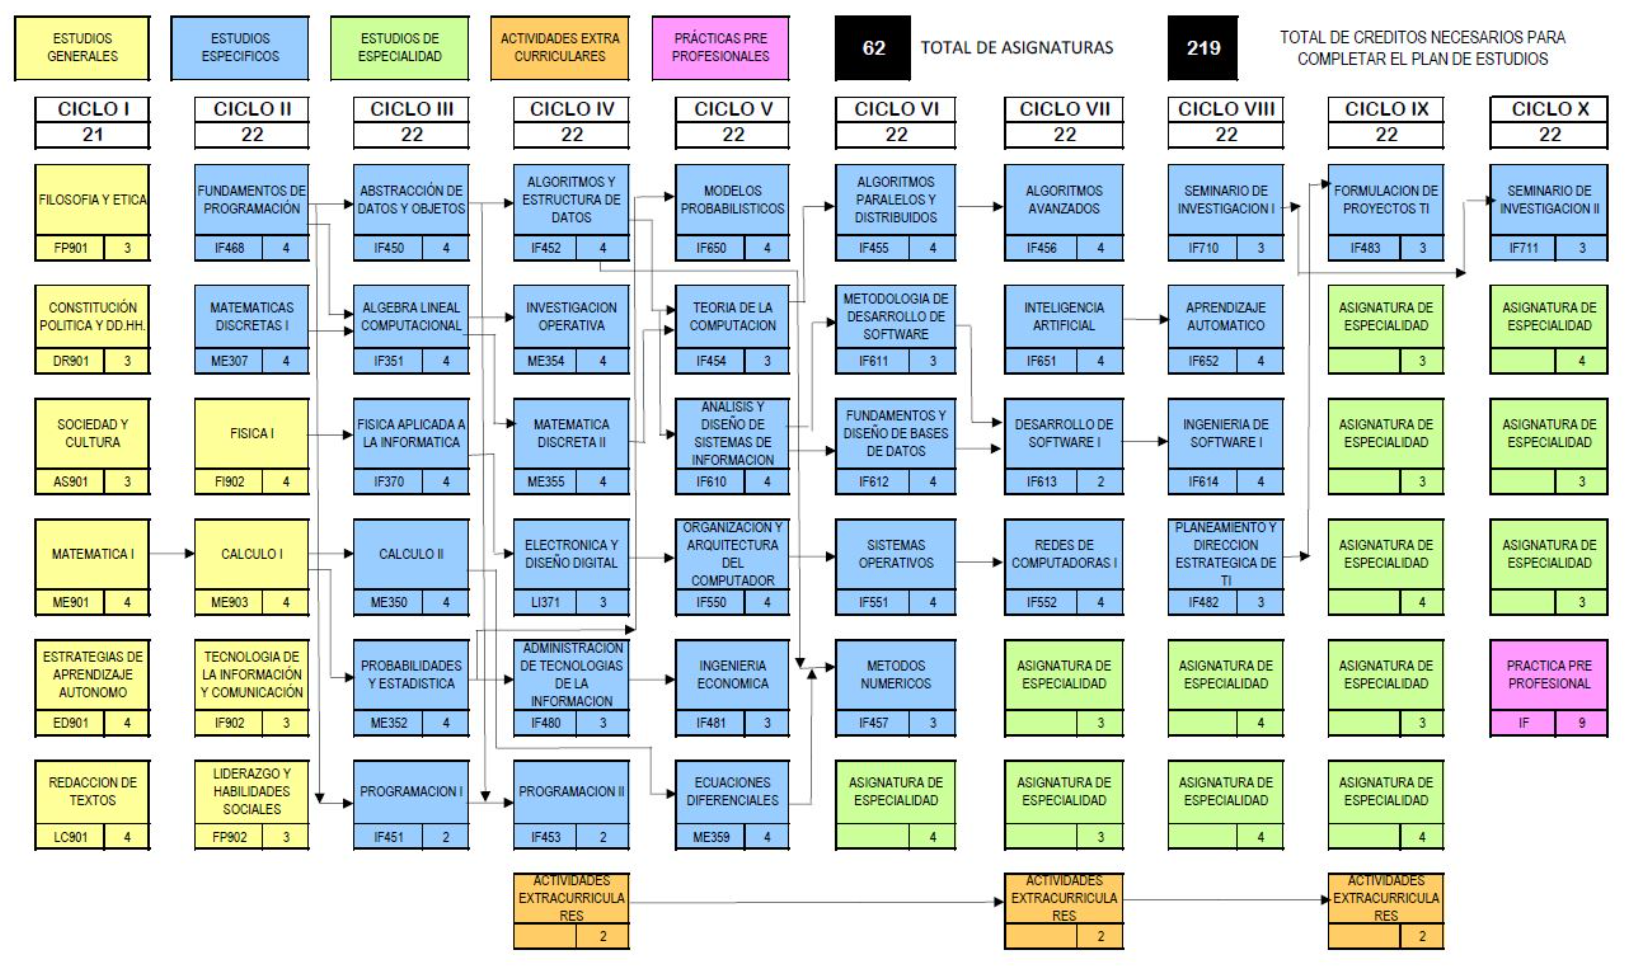 ESTUDIOS
GENERALES
ESTUDIOS
ESPECIFICOS
ESTUDIOS DE
ESPECIALIDAD
ACTIVIDADES EXTRA
CURRICULARES
PRÁCTICAS PRE
PROFESIONALES
62
TOTAL DE ASIGNATURAS
219
TOTAL DE CREDITOS NECESARIOS PARA
COMPLETAR EL PLAN DE ESTUDIOS
CICLO I
21
FILOSOFIA Y ETICA
FP901 3
CONSTITUCIÓN
POLITICA Y DD.HH.
DR901 3
SOCIEDAD Y
CULTURA
AS901 3
MATEMATICA I
ME901 4
ESTRATEGIAS DE
APRENDIZAJE
AUTONOMO
ED901 4
REDACCION DE
TEXTOS
LC901 4
CICLO II
22
FUNDAMENTOS DE
PROGRAMACIÓN
IF468 4
MATEMATICAS
DISCRETAS I
ME307 4
FISICA I
FI902 4
CALCULO I
ME903 4
TECNOLOGIA DE
LA INFORMACIÓN
Y COMUNICACIÓN
IF902 3
LIDERAZGO Y
HABILIDADES
SOCIALES
FP902 3
CICLO III
22
ABSTRACCIÓN DE
DATOS Y OBJETOS
IF450 4
ALGEBRA LINEAL
COMPUTACIONAL
IF351 4
FISICA APLICADA A
LA INFORMATICA
IF370 4
CALCULO II
ME350 4
PROBABILIDADES
Y ESTADISTICA
ME352 4
PROGRAMACION I
IF451 2
CICLO IV
22
ALGORITMOS Y
ESTRUCTURA DE
DATOS
IF452 4
INVESTIGACION
OPERATIVA
ME354 4
MATEMATICA
DISCRETA II
ME355 4
ELECTRONICA Y
DISEÑO DIGITAL
LI371 3
ADMINISTRACION
DE TECNOLOGIAS
DE LA
INFORMACION
IF480 3
PROGRAMACION II
IF453 2
ACTIVIDADES
EXTRACURRICULA
RES
2
CICLO V
22
MODELOS
PROBABILISTICOS
IF650 4
TEORIA DE LA
COMPUTACION
IF454 3
ANALISIS Y
DISEÑO DE
SISTEMAS DE
INFORMACION
IF610 4
ORGANIZACION Y
ARQUITECTURA
DEL
COMPUTADOR
IF550 4
INGENIERIA
ECONOMICA
IF481 3
ECUACIONES
DIFERENCIALES
ME359 4
CICLO VI
22
ALGORITMOS
PARALELOS Y
DISTRIBUIDOS
IF455 4
METODOLOGIA DE
DESARROLLO DE
SOFTWARE
IF611 3
FUNDAMENTOS Y
DISEÑO DE BASES
DE DATOS
IF612 4
SISTEMAS
OPERATIVOS
IF551 4
METODOS
NUMERICOS
IF457 3
ASIGNATURA DE
ESPECIALIDAD
4
CICLO VII
22
ALGORITMOS
AVANZADOS
IF456 4
INTELIGENCIA
ARTIFICIAL
IF651 4
DESARROLLO DE
SOFTWARE I
IF613 2
REDES DE
COMPUTADORAS I
IF552 4
ASIGNATURA DE
ESPECIALIDAD
3
ASIGNATURA DE
ESPECIALIDAD
3
ACTIVIDADES
EXTRACURRICULA
RES
2
CICLO VIII
22
SEMINARIO DE
INVESTIGACION I
IF710 3
APRENDIZAJE
AUTOMATICO
IF652 4
INGENIERIA DE
SOFTWARE I
IF614 4
PLANEAMIENTO Y
DIRECCION
ESTRATEGICA DE
TI
IF482 3
ASIGNATURA DE
ESPECIALIDAD
4
ASIGNATURA DE
ESPECIALIDAD
4
CICLO IX
22
FORMULACION DE
PROYECTOS TI
IF483 3
ASIGNATURA DE
ESPECIALIDAD
3
ASIGNATURA DE
ESPECIALIDAD
3
ASIGNATURA DE
ESPECIALIDAD
4
ASIGNATURA DE
ESPECIALIDAD
3
ASIGNATURA DE
ESPECIALIDAD
4
ACTIVIDADES
EXTRACURRICULA
RES
2
CICLO X
22
SEMINARIO DE
INVESTIGACION II
IF711 3
ASIGNATURA DE
ESPECIALIDAD
4
ASIGNATURA DE
ESPECIALIDAD
3
ASIGNATURA DE
ESPECIALIDAD
3
PRACTICA PRE
PROFESIONAL
IF 9